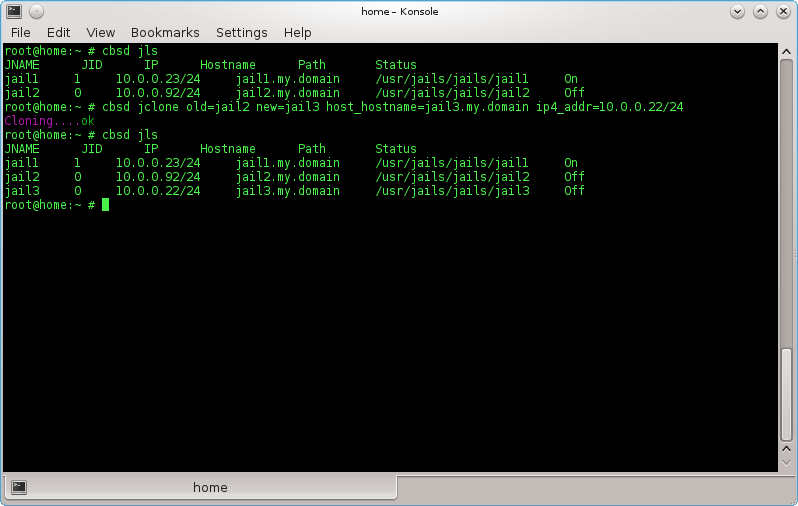 home – Konsole
File Edit View Bookmarks Settings Help
root@home:~ # cbsd jls
JNAME JID IP Hostname Path Status
jail1 1 10.0.0.23/24 jail1.my.domain /usr/jails/jails/jail1 On
jail2 0 10.0.0.92/24 jail2.my.domain /usr/jails/jails/jail2 Off
root@home:~ # cbsd jclone old=jail2 new=jail3 host_hostname=jail3.my.domain ip4_addr=10.0.0.22/24
Cloning....ok
root@home:~ # cbsd jls
JNAME JID IP Hostname Path Status
jail1 1 10.0.0.23/24 jail1.my.domain /usr/jails/jails/jail1 On
jail2 0 10.0.0.92/24 jail2.my.domain /usr/jails/jails/jail2 Off
jail3 0 10.0.0.22/24 jail3.my.domain /usr/jails/jails/jail3 Off
root@home:~ #
home